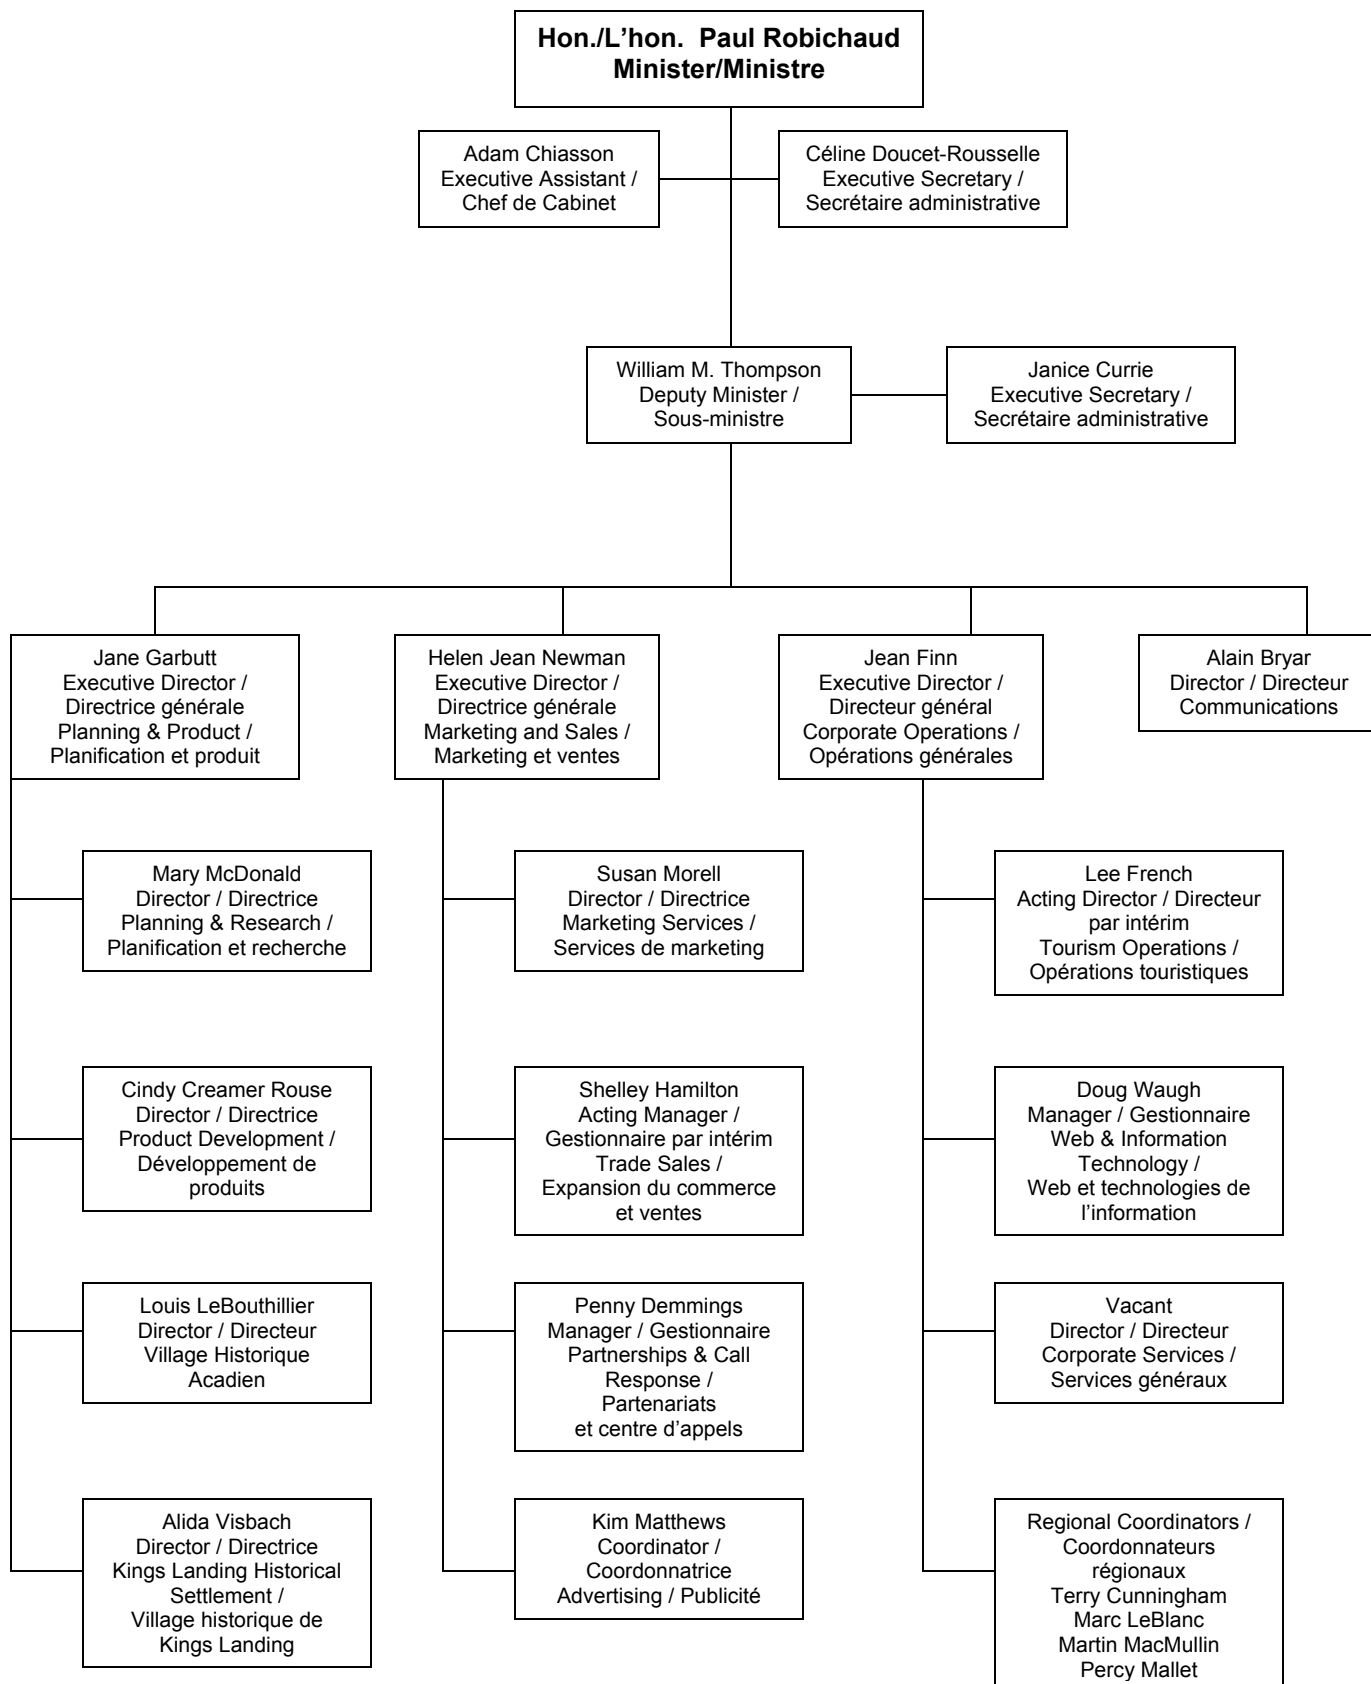 Hon./L'hon.  Paul Robichaud
Minister/Ministre
Adam Chiasson
Executive Assistant /
Chef de Cabinet
Céline Doucet-Rousselle
Executive Secretary /
Secrétaire administrative
William M. Thompson
Deputy Minister /
Sous-ministre
Janice Currie
Executive Secretary /
Secrétaire administrative
Jane Garbutt
Executive Director /
Directrice générale
Planning & Product /
Planification et produit
Helen Jean Newman
Executive Director /
Directrice générale
Marketing and Sales /
Marketing et ventes
Jean Finn
Executive Director /
Directeur général
Corporate Operations /
Opérations générales
Alain Bryar
Director / Directeur
Communications
Mary McDonald
Director / Directrice
Planning & Research /
Planification et recherche
Susan Morell
Director / Directrice
Marketing Services /
Services de marketing
Lee French
Acting Director / Directeur
par intérim
Tourism Operations /
Opérations touristiques
Cindy Creamer Rouse
Director / Directrice
Product Development /
Développement de
produits
Shelley Hamilton
Acting Manager /
Gestionnaire par intérim
Trade Sales /
Expansion du commerce
et ventes
Doug Waugh
Manager / Gestionnaire
Web & Information
Technology /
Web et technologies de
l'information
Louis LeBouthillier
Director / Directeur
Village Historique
Acadien
Penny Demmings
Manager / Gestionnaire
Partnerships & Call
Response /
Partenariats
et centre d'appels
Vacant
Director / Directeur
Corporate Services /
Services généraux
Alida Visbach
Director / Directrice
Kings Landing Historical
Settlement /
Village historique de
Kings Landing
Kim Matthews
Coordinator /
Coordonnatrice
Advertising / Publicité
Regional Coordinators /
Coordonnateurs
régionaux
Terry Cunningham
Marc LeBlanc
Martin MacMullin
Percy Mallet